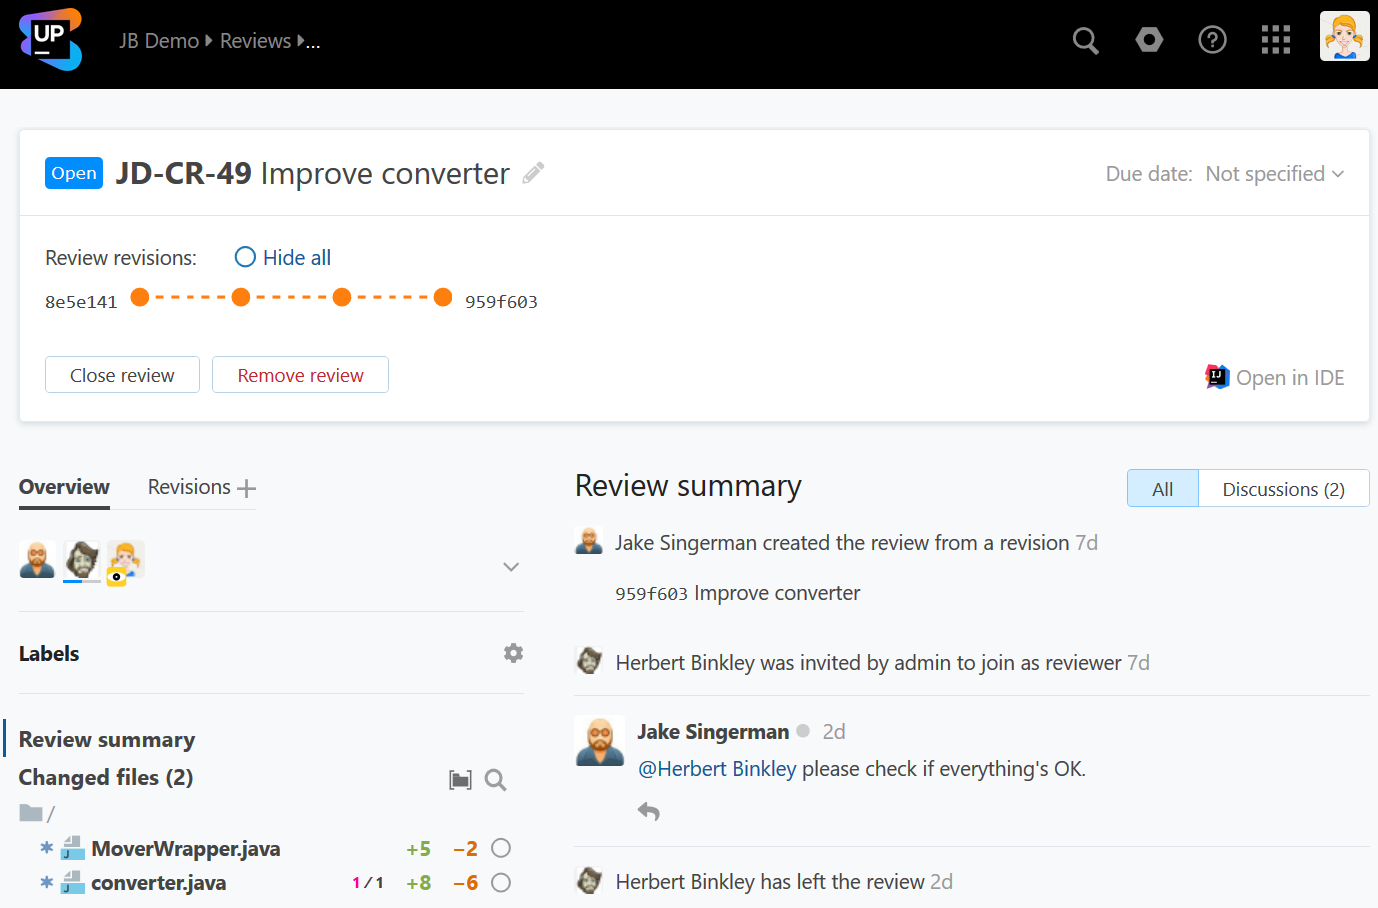 UP
JB Demo Reviews ...
Open JD-CR-49 Improve converter
Due date: Not specified
Review revisions: Hide all
8e5e141 959f603
Close review Remove review
IJ Open in IDE
Overview Revisions
Labels
Review summary
Changed files (2)
/
J MoverWrapper.java +5 −2
J converter.java 1/1 +8 −6
Review summary
All Discussions (2)
Jake Singerman created the review from a revision 7d
959f603 Improve converter
Herbert Binkley was invited by admin to join as reviewer 7d
Jake Singerman 2d
@Herbert Binkley please check if everything's OK.
Herbert Binkley has left the review 2d